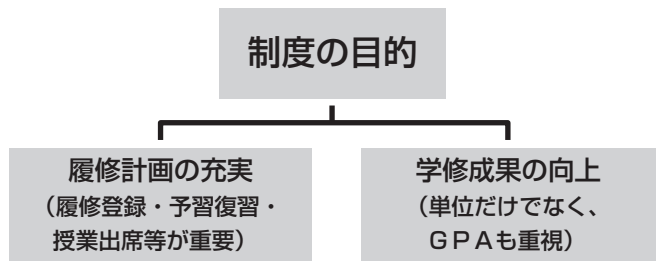 制度の目的
履修計画の充実
（履修登録・予習復習・
授業出席等が重要）
学修成果の向上
（単位だけでなく、
ＧＰＡも重視）